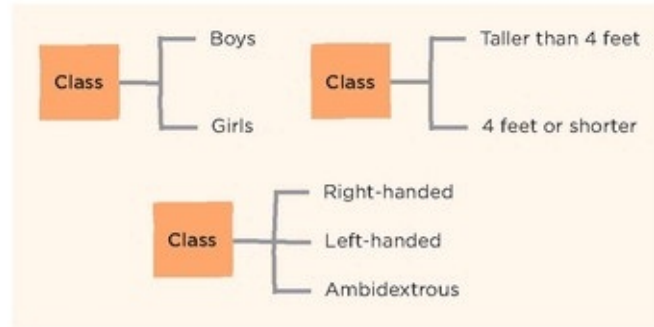 Class
Boys
Girls
Class
Taller than 4 feet
4 feet or shorter
Class
Right-handed
Left-handed
Ambidextrous